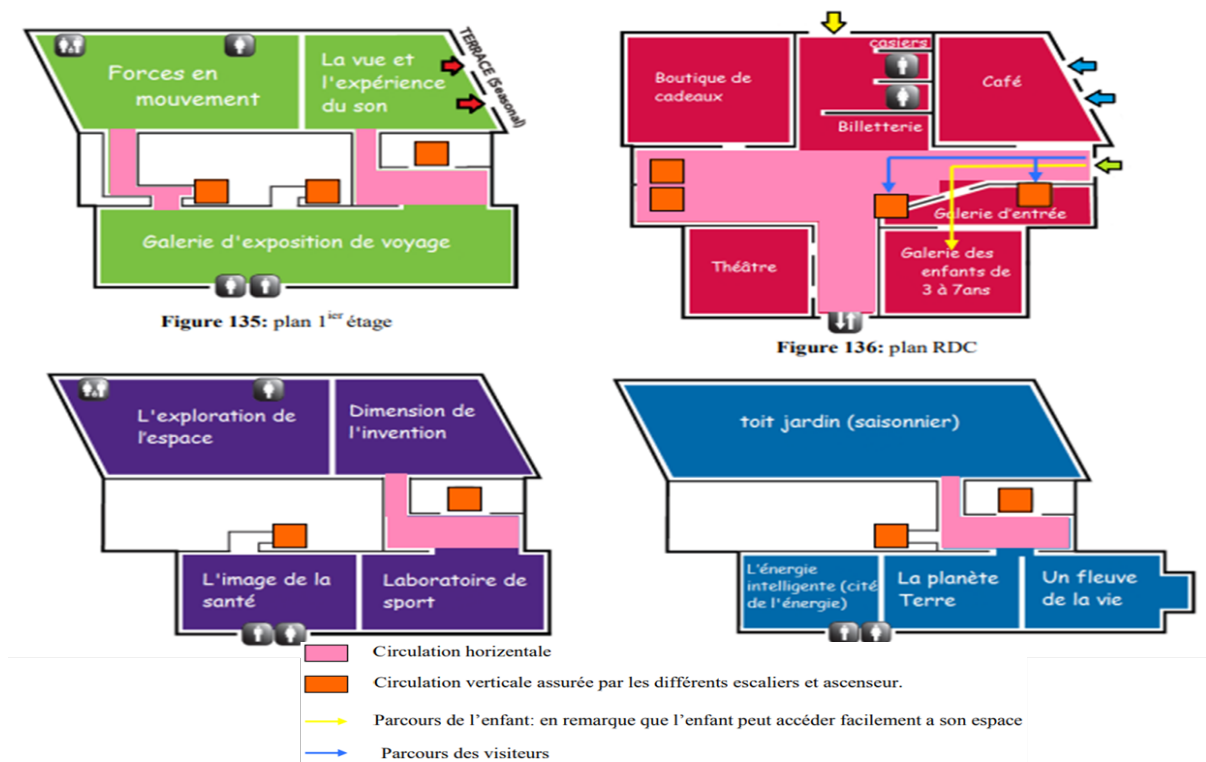 Forces en
mouvement
La vue et
l'expérience
du son
TERRACE (Seasonal)
Galerie d'exposition de voyage
Figure 135: plan 1ier étage
Boutique de
cadeaux
casiers
Billetterie
Café
Galerie d'entrée
Théâtre
Galerie des
enfants de
3 à 7ans
Figure 136: plan RDC
L'exploration de
l'espace
Dimension de
l'invention
L'image de la
santé
Laboratoire de
sport
toit jardin (saisonnier)
L'énergie
intelligente (cité
de l'énergie)
La planète
Terre
Un fleuve
de la vie
Circulation horizontale
Circulation verticale assurée par les différents escaliers et ascenseur.
Parcours de l'enfant: en remarque que l'enfant peut accéder facilement a son espace
Parcours des visiteurs